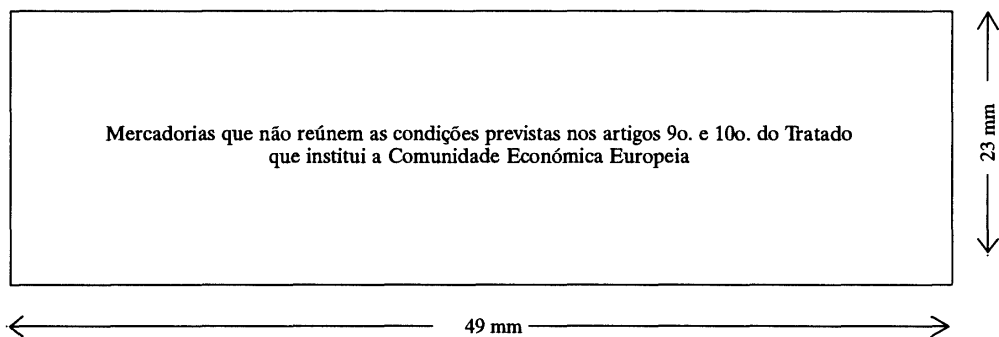 Mercadorias que não reúnem as condições previstas nos artigos 9o. e 10o. do Tratado
que institui a Comunidade Económica Europeia
23 mm
49 mm